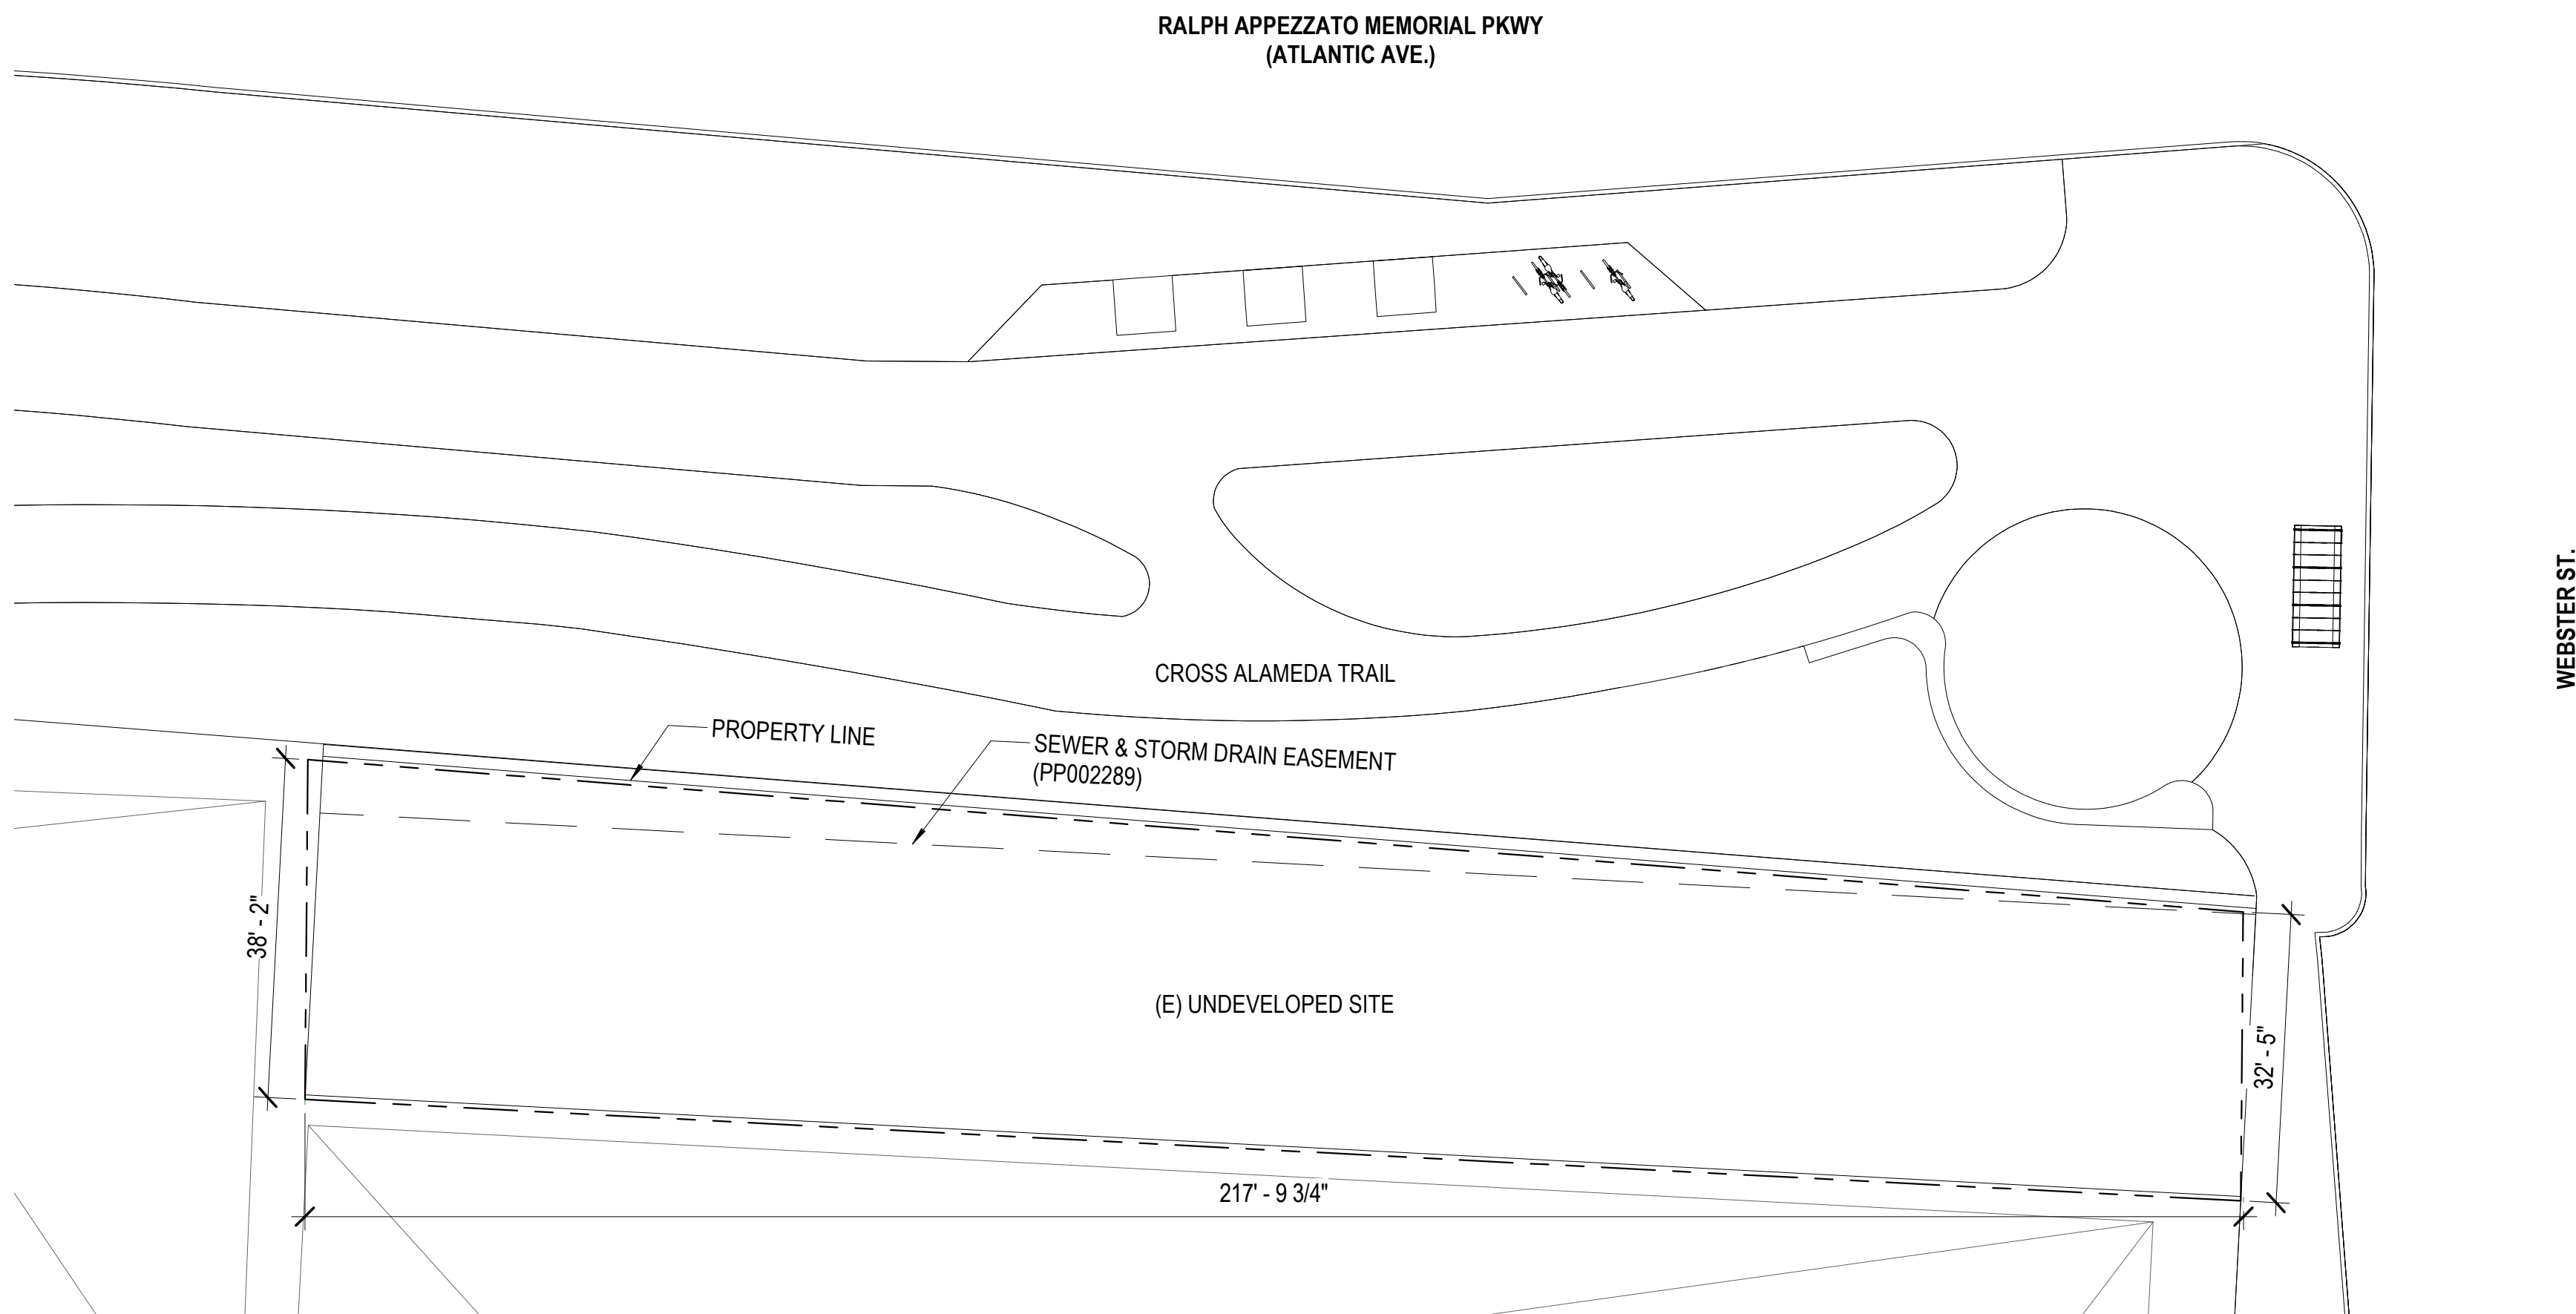 RALPH APPEZZATO MEMORIAL PKWY
(ATLANTIC AVE.)
WEBSTER ST.
CROSS ALAMEDA TRAIL
PROPERTY LINE
SEWER & STORM DRAIN EASEMENT
(PP002289)
38' - 2"
(E) UNDEVELOPED SITE
32' - 5"
217' - 9 3/4"